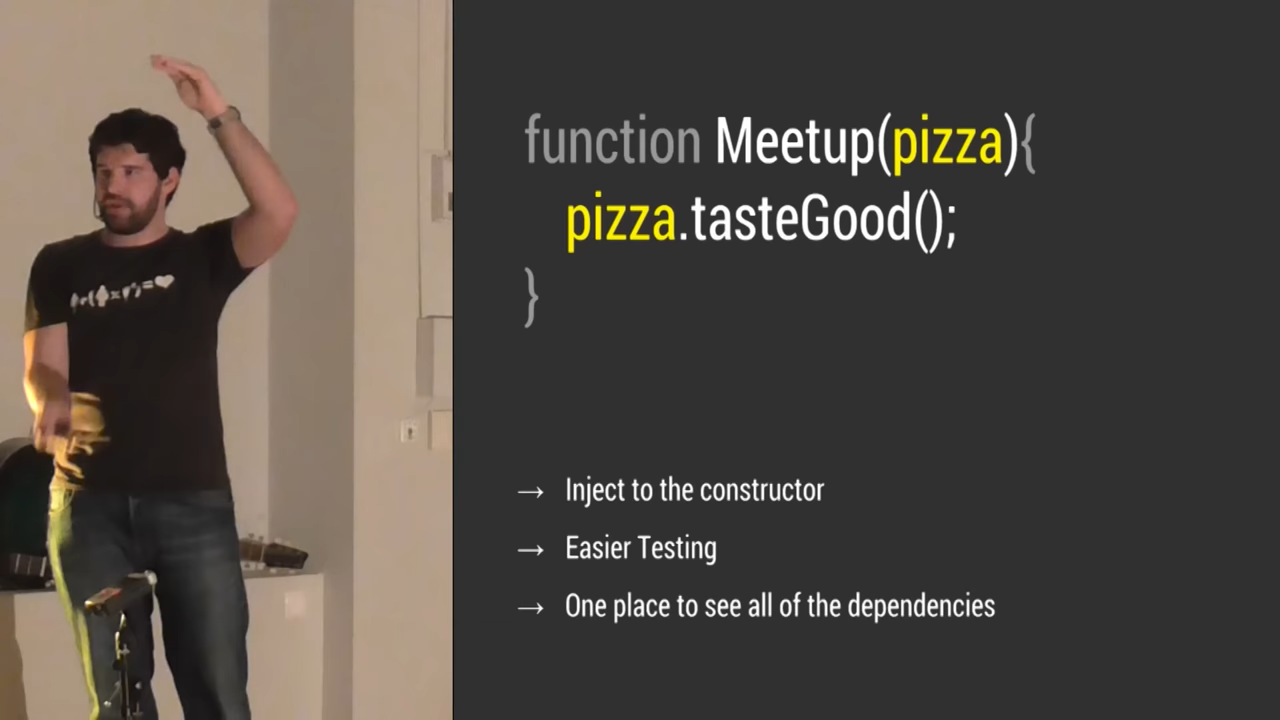 function Meetup(pizza){
pizza.tasteGood();
}
→ Inject to the constructor
→ Easier Testing
→ One place to see all of the dependencies